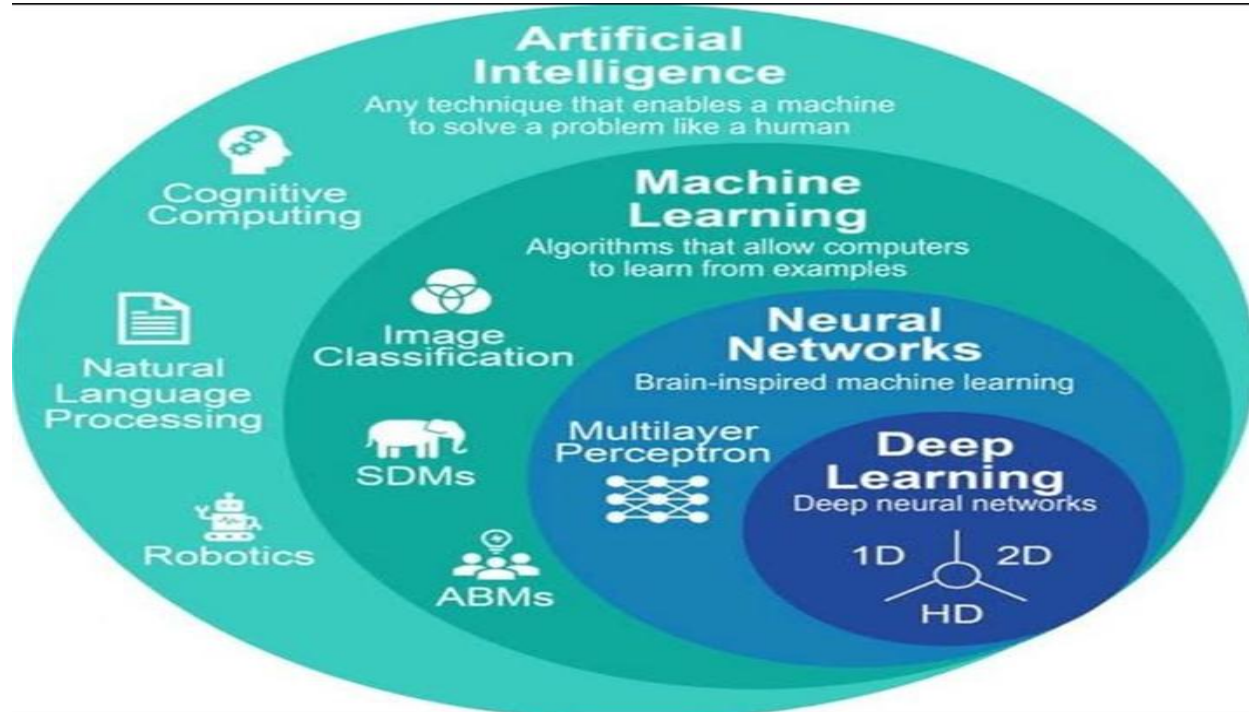 Artificial
Intelligence
Any technique that enables a machine
to solve a problem like a human
Cognitive
Computing
Machine
Learning
Algorithms that allow computers
to learn from examples
Image
Classification
Natural
Language
Processing
Neural
Networks
Brain-inspired machine learning
SDMs
Multilayer
Perceptron
Deep
Learning
Deep neural networks
1D 2D
HD
Robotics
ABMs